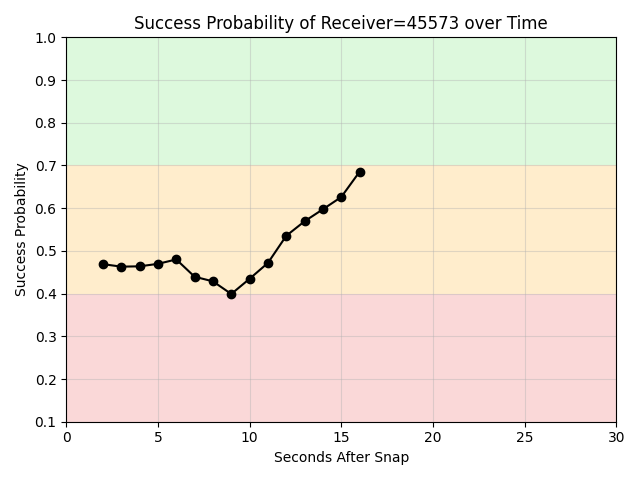 Success Probability of Receiver=45573 over Time
1.0
0.9
0.8
0.7
0.6
0.5
0.4
0.3
0.2
0.1
Success Probability
0 5 10 15 20 25 30
Seconds After Snap